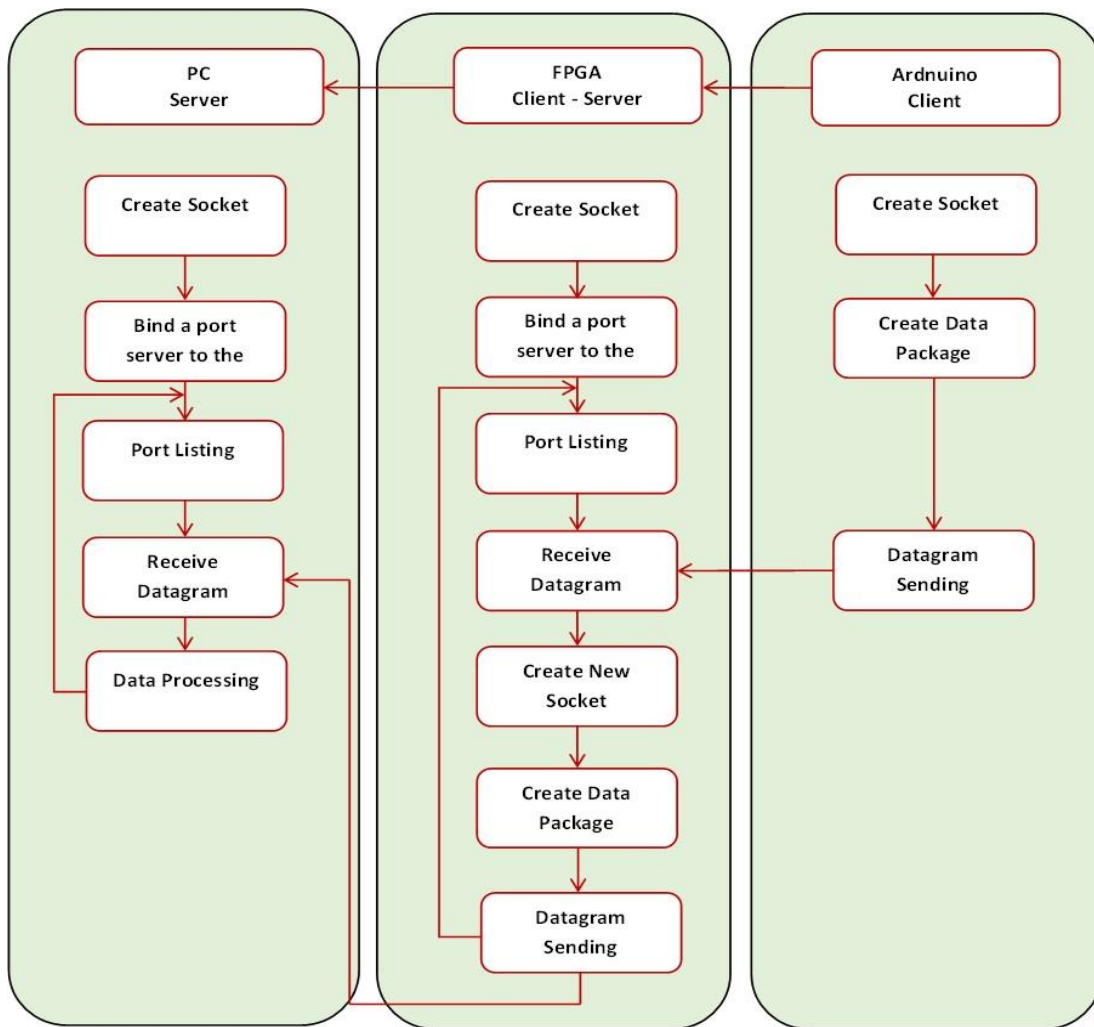 PC
Server
Create Socket
Bind a port
server to the
Port Listing
Receive
Datagram
Data Processing
FPGA
Client - Server
Create Socket
Bind a port
server to the
Port Listing
Receive
Datagram
Create New
Socket
Create Data
Package
Datagram
Sending
Ardnuino
Client
Create Socket
Create Data
Package
Datagram
Sending